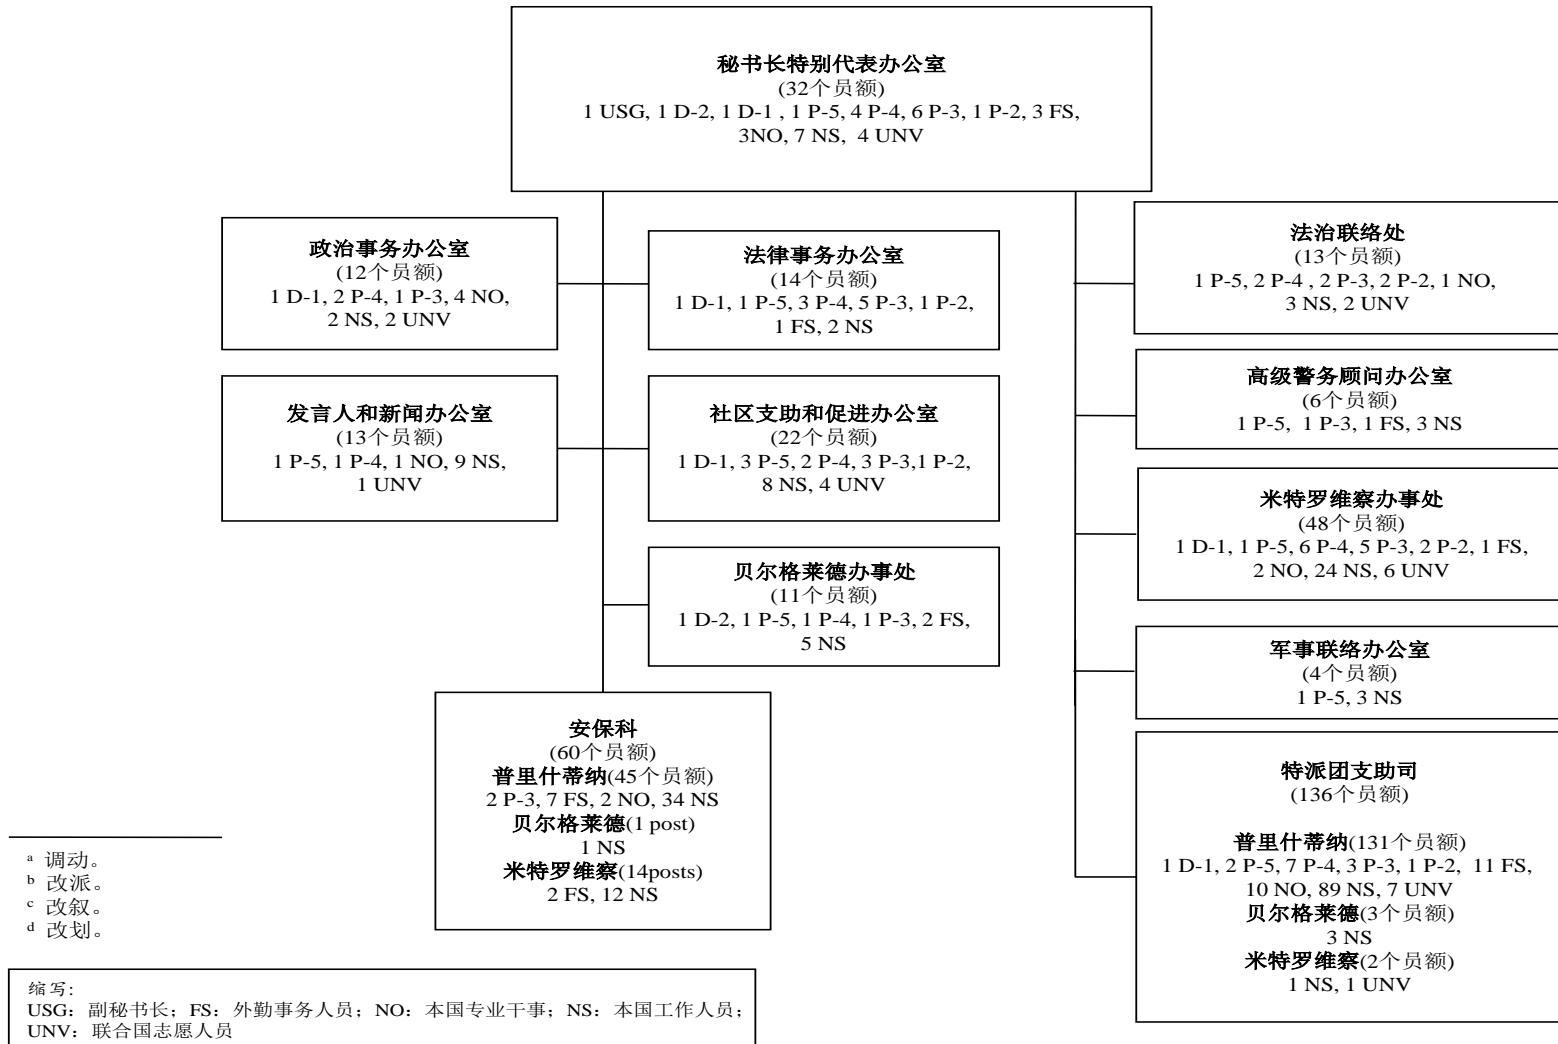 秘书长特别代表办公室
(32个员额)
1 USG, 1 D-2, 1 D-1 , 1 P-5, 4 P-4, 6 P-3, 1 P-2, 3 FS,
3NO, 7 NS,  4 UNV
政治事务办公室
(12个员额)
1 D-1, 2 P-4, 1 P-3, 4 NO,
2 NS, 2 UNV
法律事务办公室
(14个员额)
1 D-1, 1 P-5, 3 P-4, 5 P-3, 1 P-2,
1 FS, 2 NS
法治联络处
(13个员额)
1 P-5, 2 P-4 , 2 P-3, 2 P-2, 1 NO,
3 NS, 2 UNV
发言人和新闻办公室
(13个员额)
1 P-5, 1 P-4, 1 NO, 9 NS,
1 UNV
社区支助和促进办公室
(22个员额)
1 D-1, 3 P-5, 2 P-4, 3 P-3,1 P-2,
8 NS, 4 UNV
高级警务顾问办公室
(6个员额)
1 P-5,  1 P-3, 1 FS, 3 NS
米特罗维察办事处
(48个员额)
1 D-1, 1 P-5, 6 P-4, 5 P-3, 2 P-2, 1 FS,
2 NO, 24 NS, 6 UNV
贝尔格莱德办事处
(11个员额)
1 D-2, 1 P-5, 1 P-4, 1 P-3, 2 FS,
5 NS
军事联络办公室
(4个员额)
1 P-5, 3 NS
安保科
(60个员额)
普里什蒂纳(45个员额)
2 P-3, 7 FS, 2 NO, 34 NS
贝尔格莱德(1 post)
1 NS
米特罗维察(14posts)
2 FS, 12 NS
特派团支助司
(136个员额)
普里什蒂纳(131个员额)
1 D-1, 2 P-5, 7 P-4, 3 P-3, 1 P-2,  11 FS,
10 NO, 89 NS, 7 UNV
贝尔格莱德(3个员额)
3 NS
米特罗维察(2个员额)
1 NS, 1 UNV
a 调动。
b 改派。
c 改叙。
d 改划。
缩写:
USG：副秘书长；FS：外勤事务人员；NO：本国专业干事；NS：本国工作人员；
UNV：联合国志愿人员